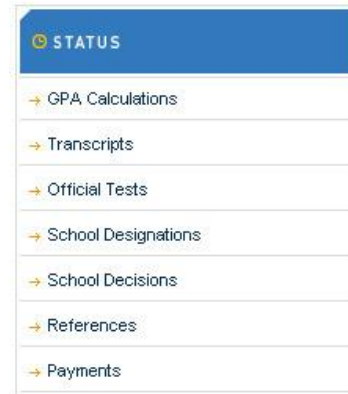 STATUS
GPA Calculations
Transcripts
Official Tests
School Designations
School Decisions
References
Payments